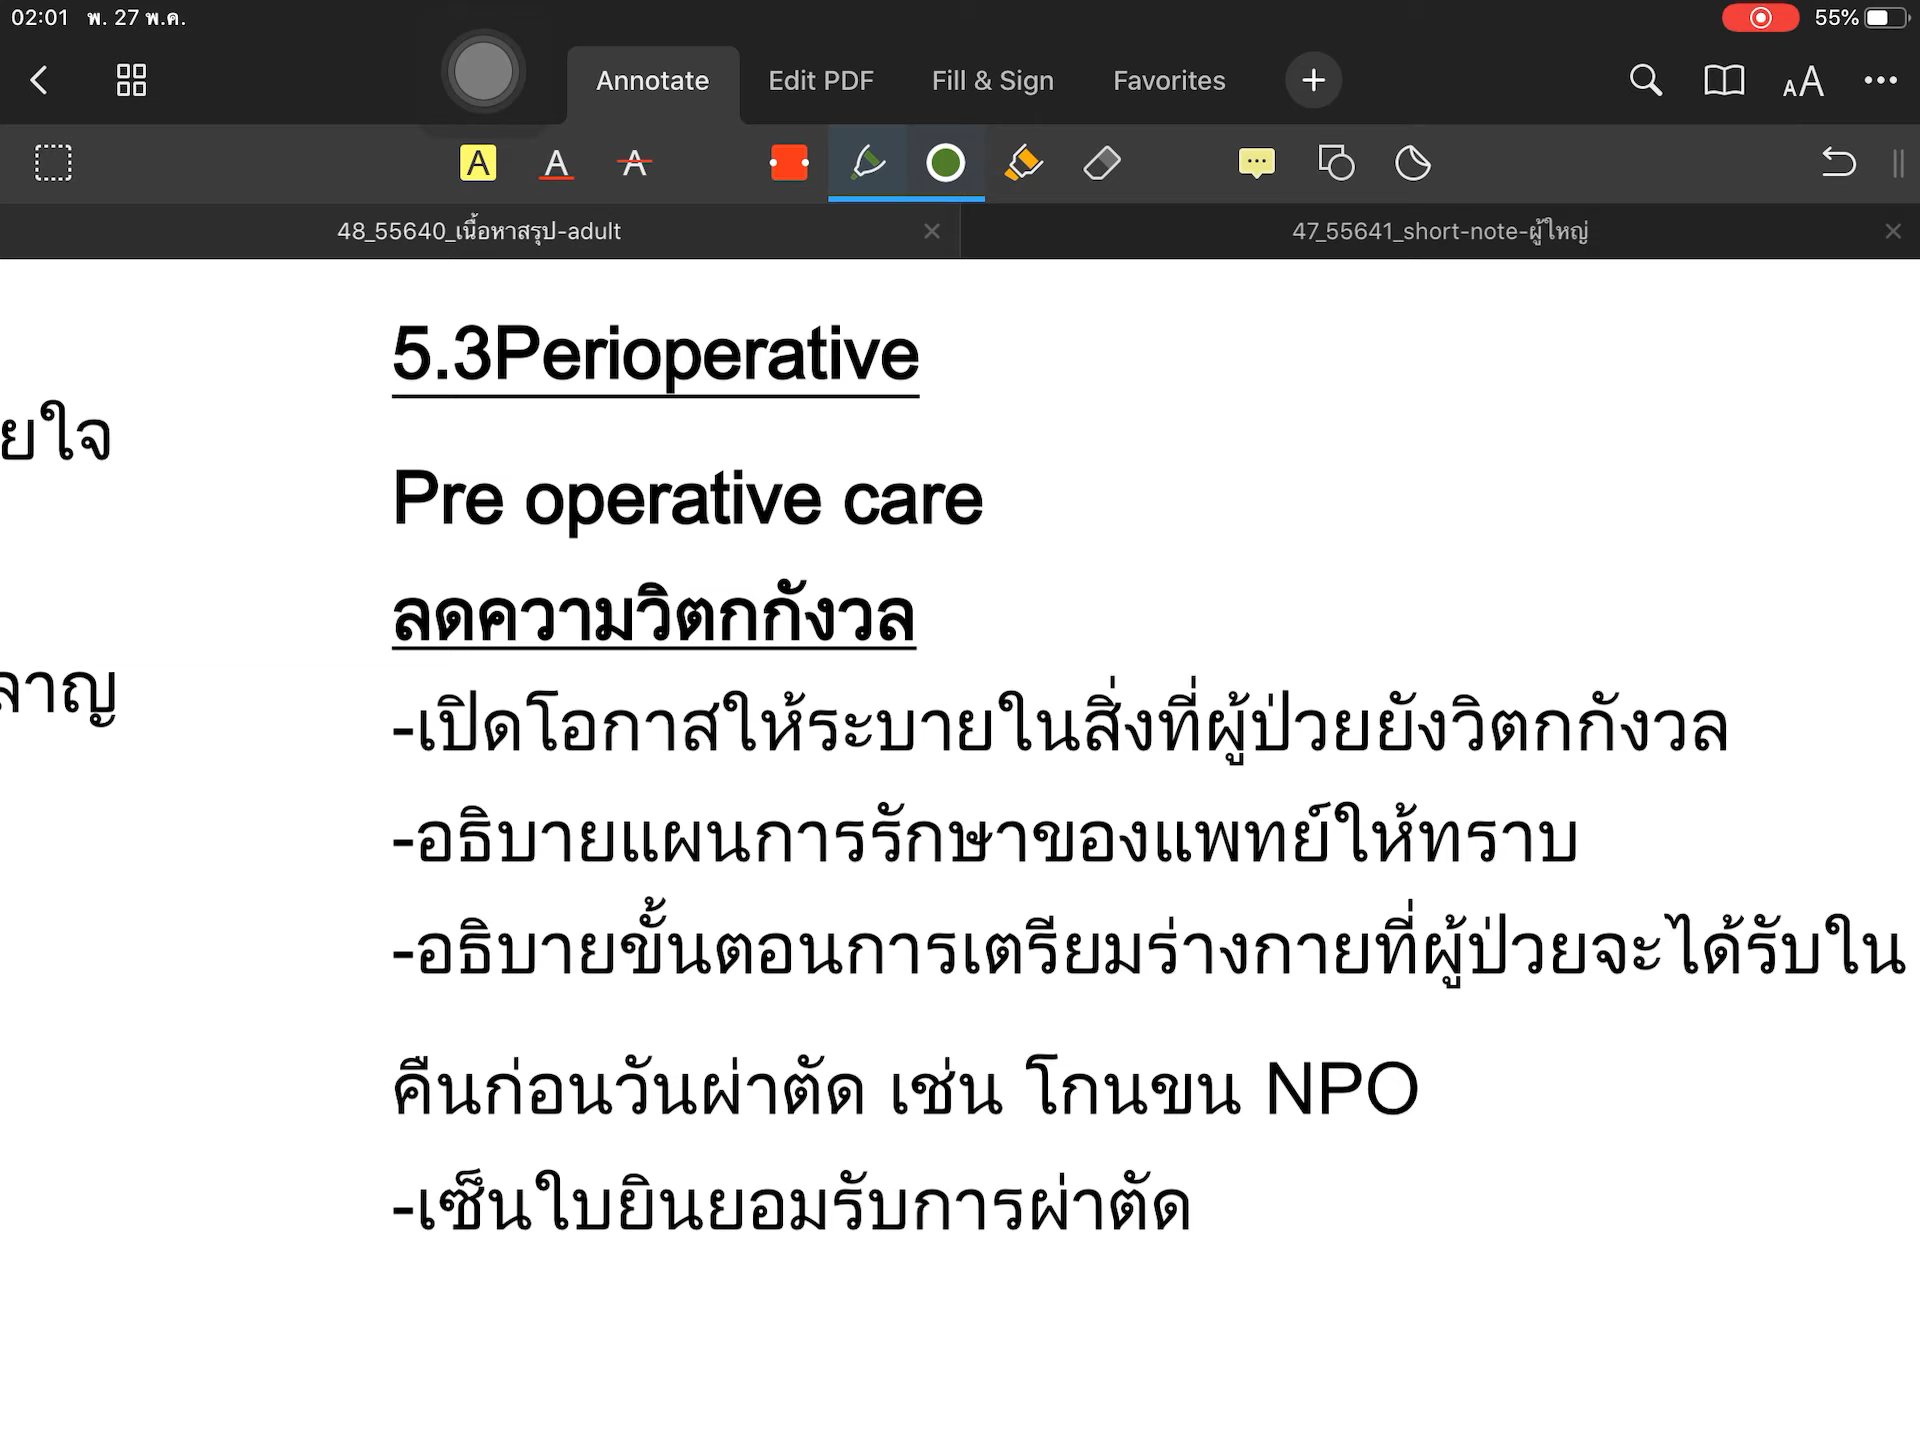 02:01 พ. 27 พ.ค.
55%
Annotate Edit PDF Fill & Sign Favorites
AA
A A A
48_55640_เนื้อหาสรุป-adult
47_55641_short-note-ผู้ใหญ่
5.3Perioperative
ยใจ
Pre operative care
ลดความวิตกกังวล
ลาญ
-เปิดโอกาสให้ระบายในสิ่งที่ผู้ป่วยยังวิตกกังวล
-อธิบายแผนการรักษาของแพทย์ให้ทราบ
-อธิบายขั้นตอนการเตรียมร่างกายที่ผู้ป่วยจะได้รับใน
คืนก่อนวันผ่าตัด เช่น โกนขน NPO
-เซ็นใบยินยอมรับการผ่าตัด